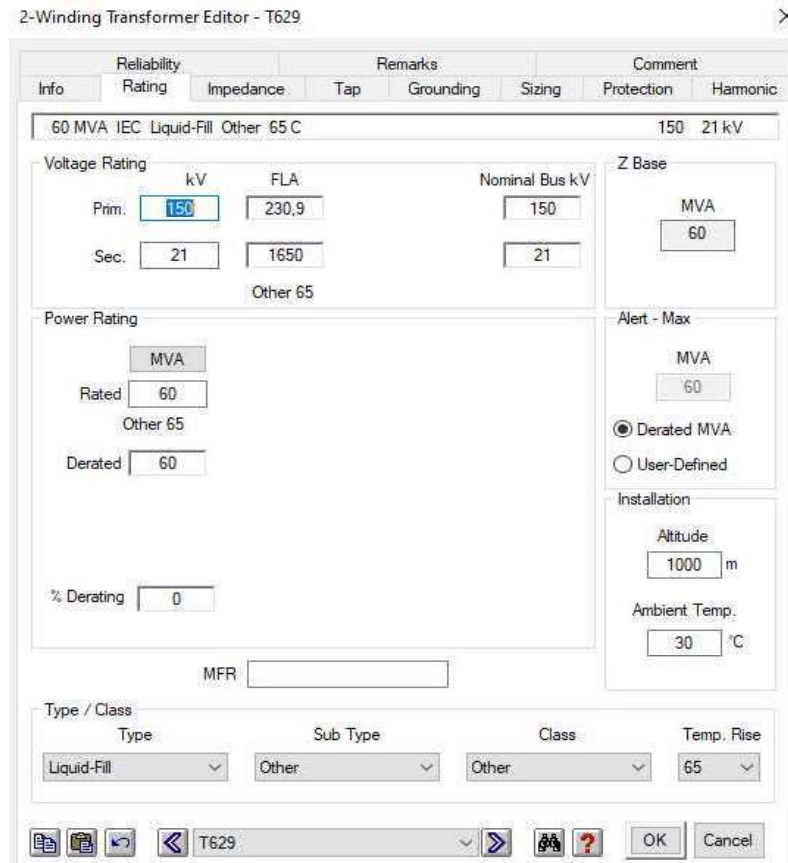 2-Winding Transformer Editor - T629
Reliability Remarks Comment
Info Rating Impedance Tap Grounding Sizing Protection Harmonic
60 MVA IEC Liquid-Fill Other 65 C 150 21 kV
Voltage Rating
kV FLA Nominal Bus kV
Prim. 150 230,9 150
Sec. 21 1650 21
Other 65
Z Base
MVA
60
Power Rating
MVA
Rated 60
Other 65
Derated 60
% Derating 0
Alert - Max
MVA
60
Derated MVA
User-Defined
Installation
Altitude
1000 m
Ambient Temp.
30 °C
MFR
Type / Class
Type Sub Type Class Temp. Rise
Liquid-Fill Other Other 65
T629 ? OK Cancel